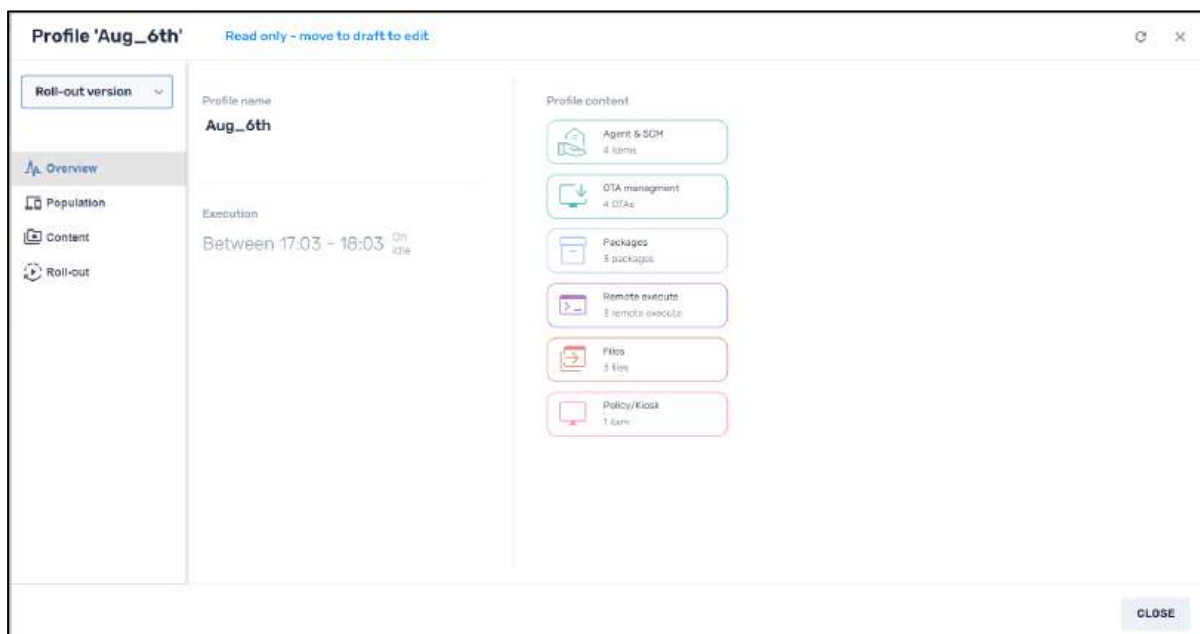 Profile 'Aug_6th'
Read only - move to draft to edit
Roll-out version
Overview
Population
Content
Roll-out
Profile name
Aug_6th
Execution
Between 17:03 - 18:03 On idle
Profile content
Agent & SCM
4 items
OTA managment
4 OTAs
Packages
3 packages
Remote execute
3 remote execute
Files
3 files
Policy/Kiosk
1 item
CLOSE